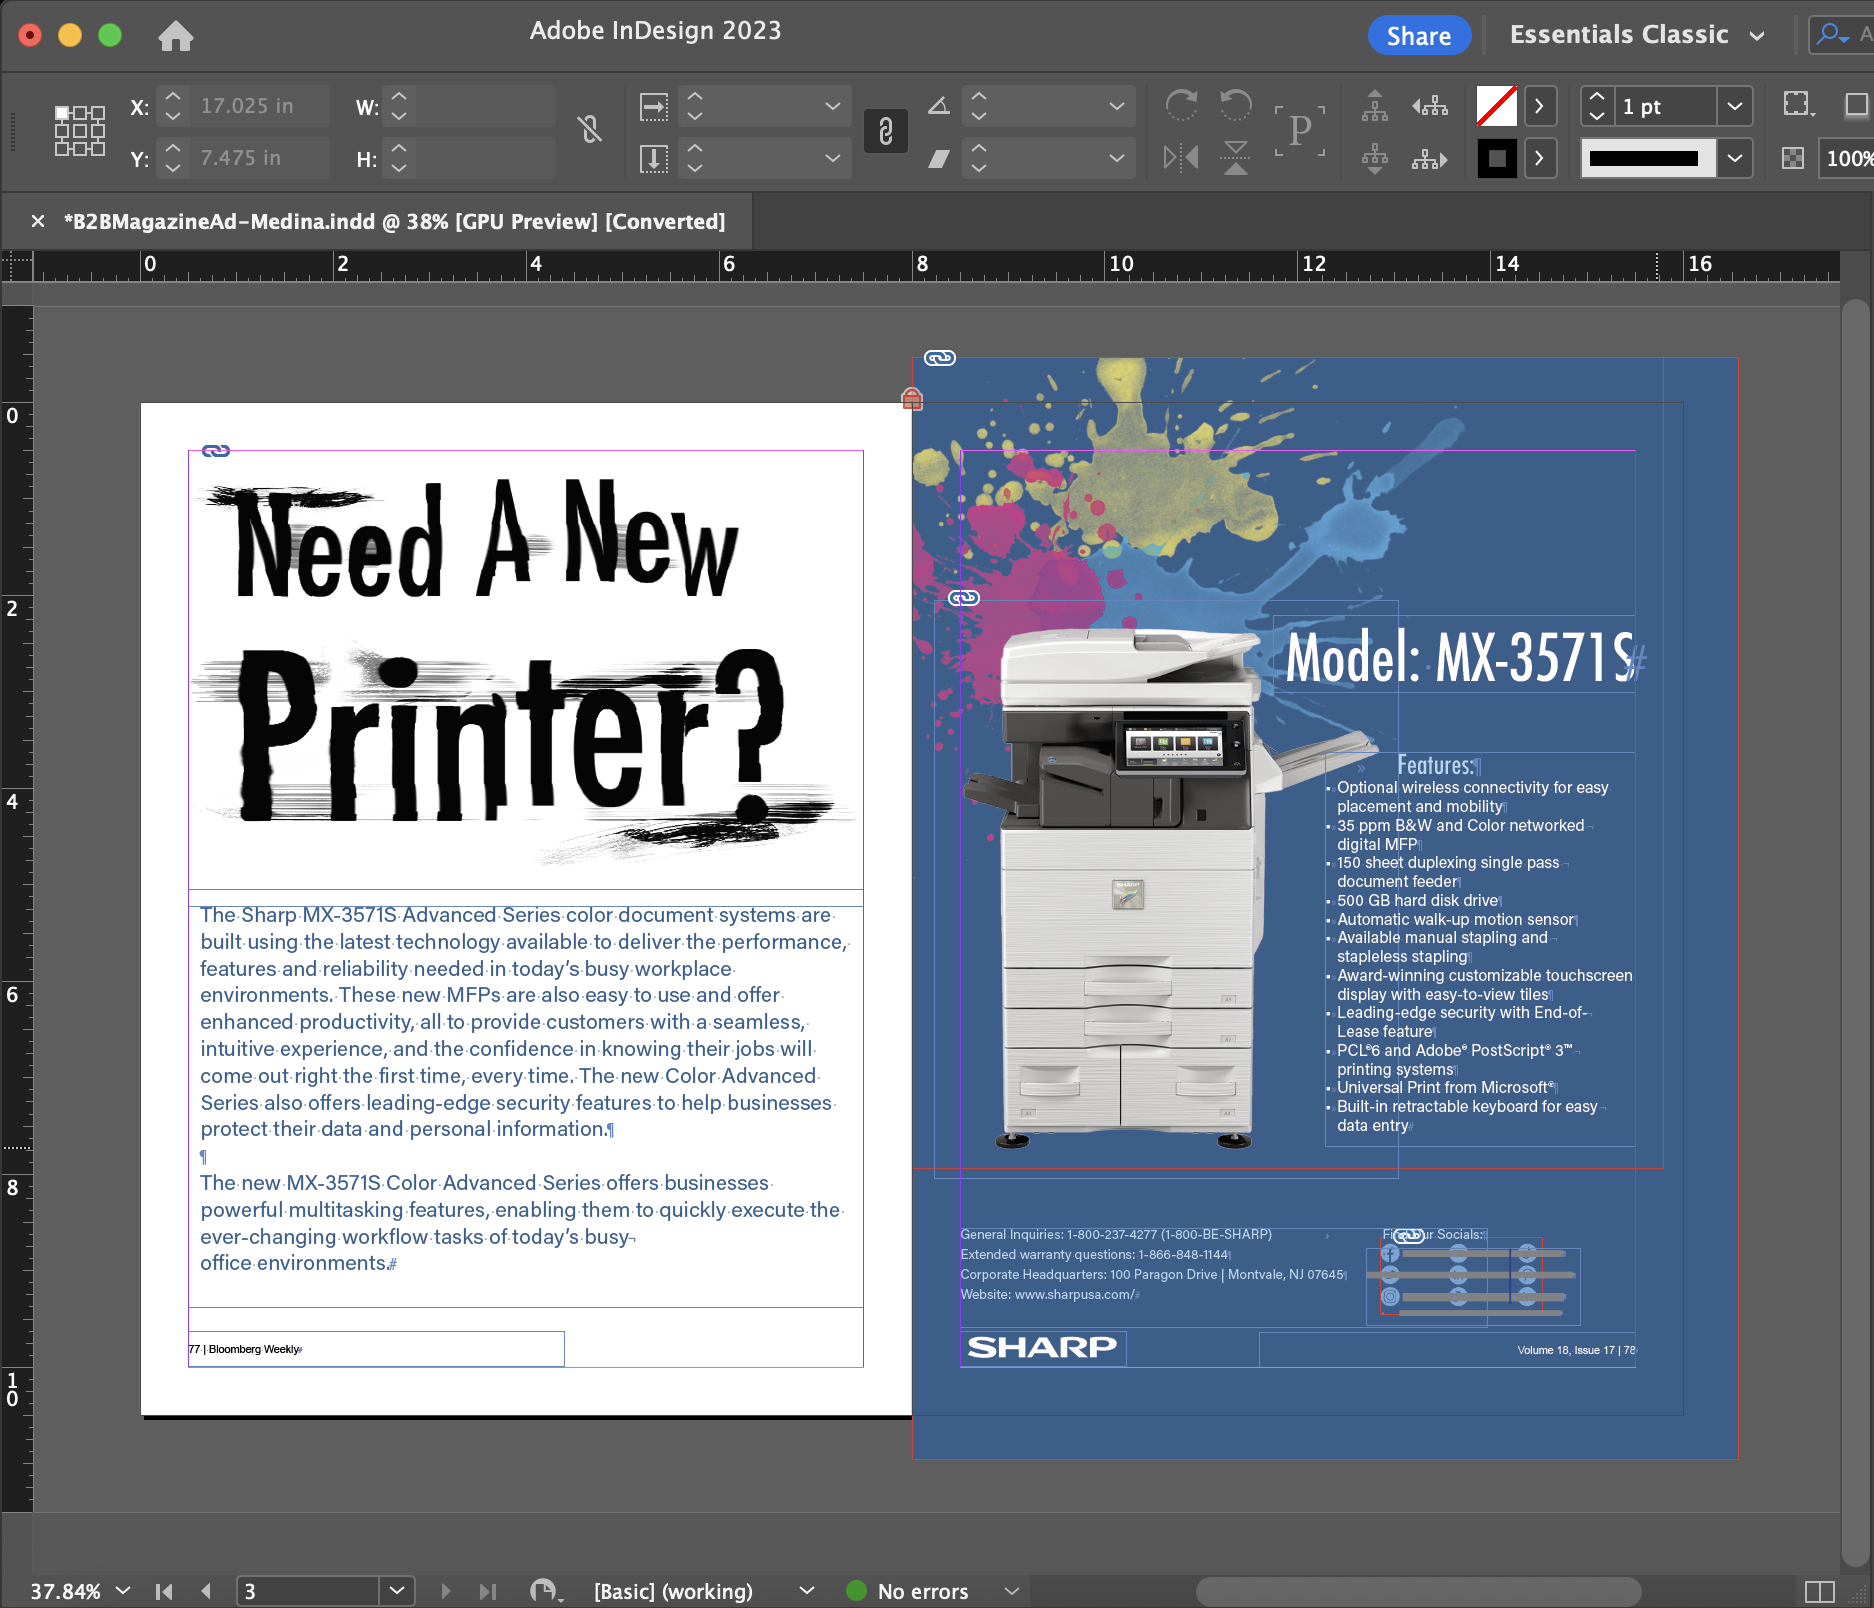 Adobe InDesign 2023
Share
Essentials Classic
X: 17.025 in
W:
1 pt
Y: 7.475 in
H:
100%
× *B2BMagazineAd-Medina.indd @ 38% [GPU Preview] [Converted]
0 2 4 6 8 10 12 14 16
0
2
4
6
8
10
Need A New
Printer?
The Sharp MX-3571S Advanced Series color document systems are
built using the latest technology available to deliver the performance,
features and reliability needed in today's busy workplace
environments. These new MFPs are also easy to use and offer
enhanced productivity, all to provide customers with a seamless,
intuitive experience, and the confidence in knowing their jobs will
come out right the first time, every time. The new Color Advanced
Series also offers leading-edge security features to help businesses
protect their data and personal information.¶
¶
The new MX-3571S Color Advanced Series offers businesses
powerful multitasking features, enabling them to quickly execute the
ever-changing workflow tasks of today's busy¬
office environments.#
77 | Bloomberg Weekly#
Model: MX-3571S#
» Features:¶
SHARP
▪ Optional wireless connectivity for easy
placement and mobility¶
▪ 35 ppm B&W and Color networked ¬
digital MFP¶
▪ 150 sheet duplexing single pass ¬
document feeder¶
▪ 500 GB hard disk drive¶
▪ Automatic walk-up motion sensor¶
▪ Available manual stapling and ¬
stapleless stapling¶
▪ Award-winning customizable touchscreen
display with easy-to-view tiles¶
▪ Leading-edge security with End-of-¬
Lease feature¶
▪ PCL®6 and Adobe® PostScript® 3™ ¬
printing systems¶
▪ Universal Print from Microsoft®¶
▪ Built-in retractable keyboard for easy ¬
data entry#
General Inquiries: 1-800-237-4277 (1-800-BE-SHARP)
Extended warranty questions: 1-866-848-1144¶
Corporate Headquarters: 100 Paragon Drive | Montvale, NJ 07645¶
Website: www.sharpusa.com/#
Socials:¶
SHARP
Volume 18, Issue 17 | 78
37.84%
3
[Basic] (working)
No errors